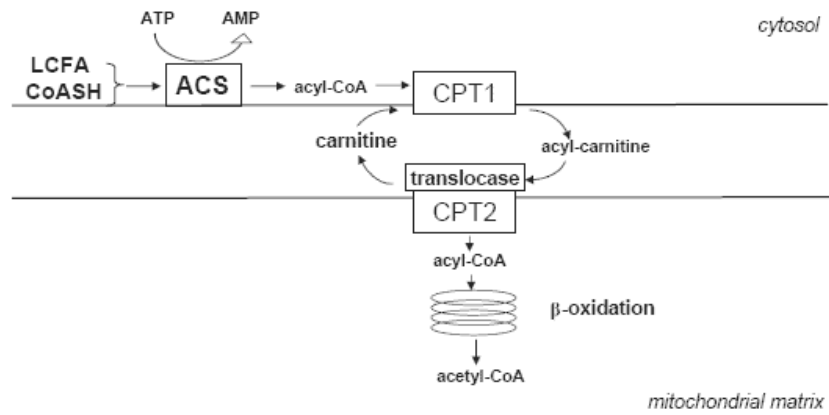 ATP
AMP
cytosol
LCFA
CoASH
ACS
acyl-CoA
CPT1
carnitine
acyl-carnitine
translocase
CPT2
acyl-CoA
β-oxidation
acetyl-CoA
mitochondrial matrix